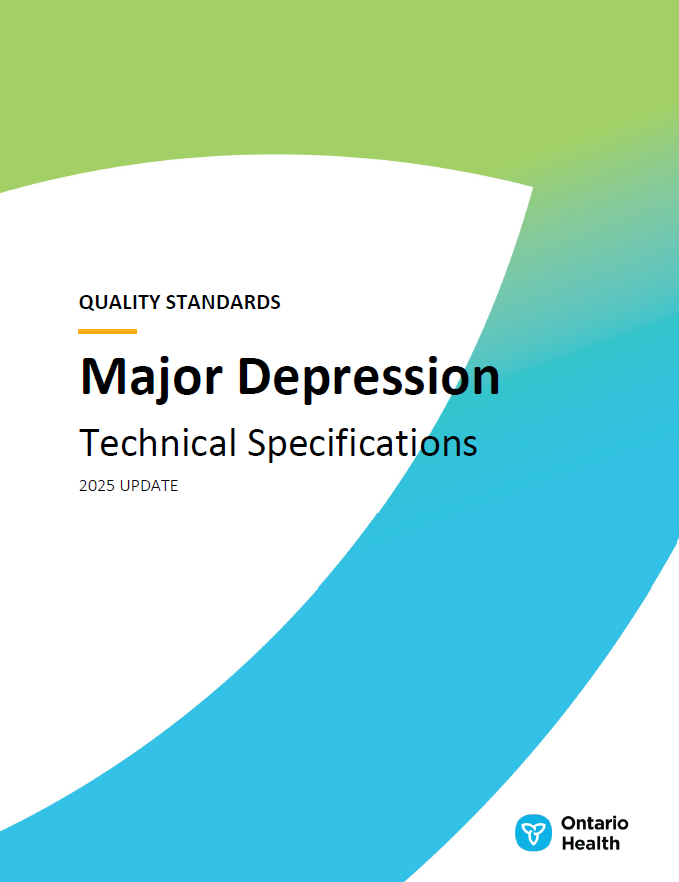 QUALITY STANDARDS
Major Depression
Technical Specifications
2025 UPDATE
Ontario
Health